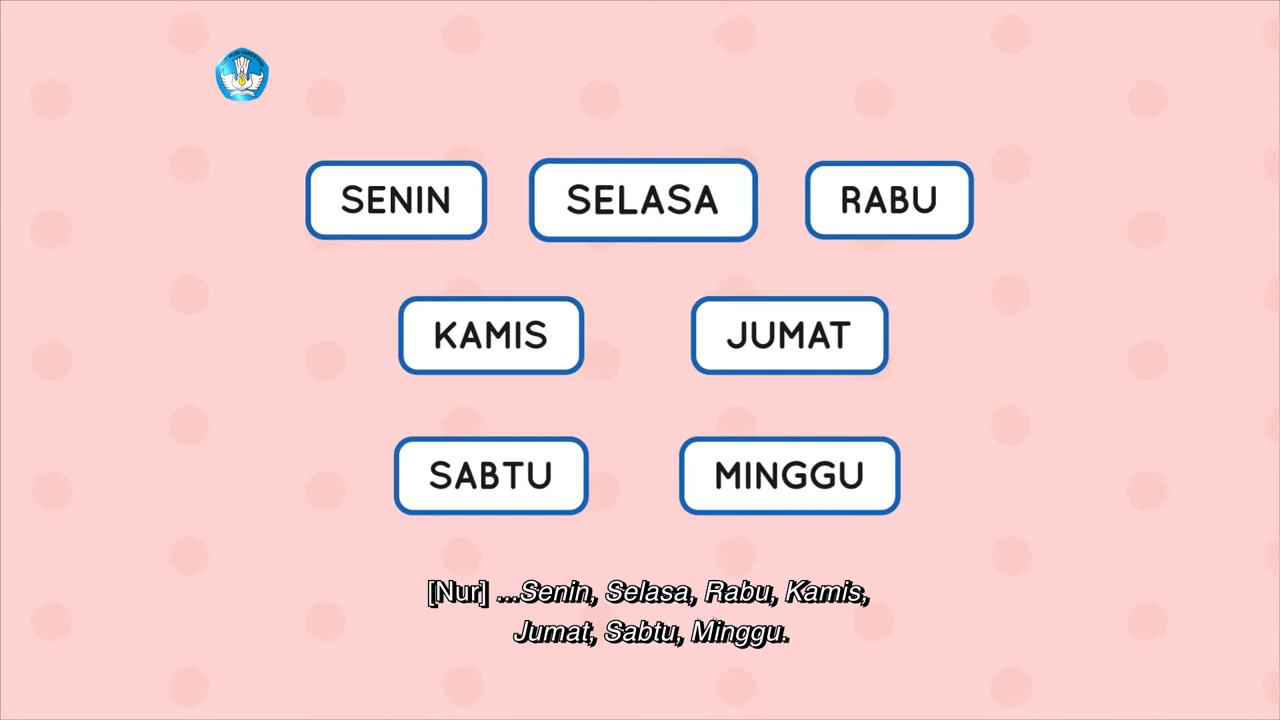 SENIN SELASA RABU
KAMIS JUMAT
SABTU MINGGU
[Nur] ...Senin, Selasa, Rabu, Kamis,
Jumat, Sabtu, Minggu.